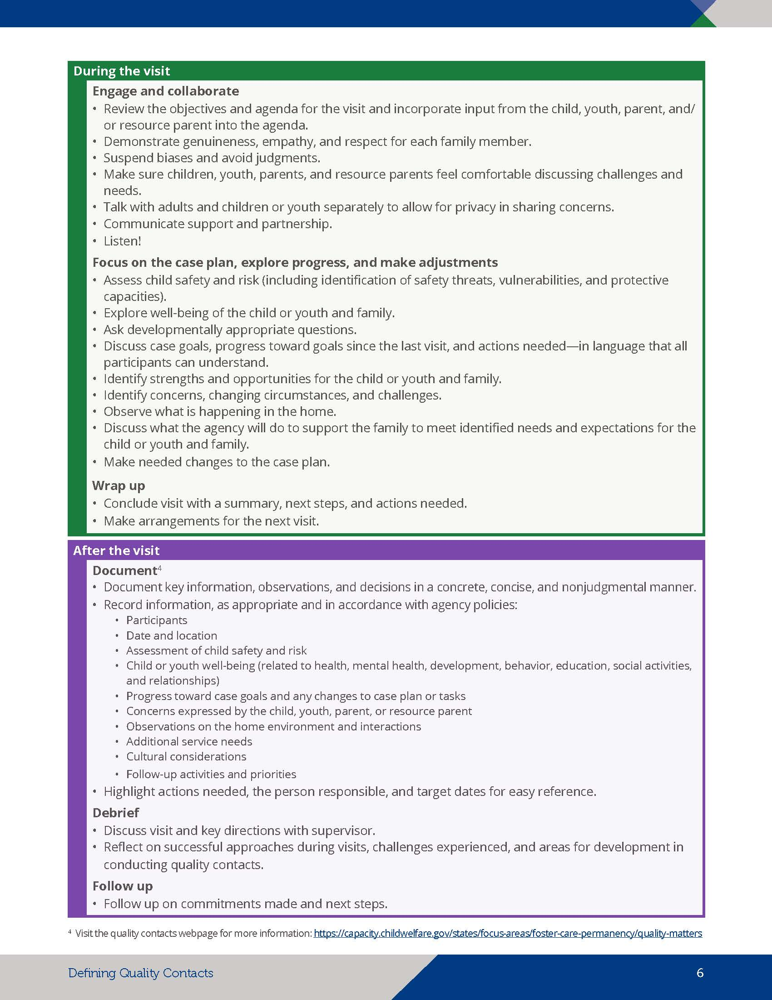 During the visit
Engage and collaborate
• Review the objectives and agenda for the visit and incorporate input from the child, youth, parent, and/
or resource parent into the agenda.
• Demonstrate genuineness, empathy, and respect for each family member.
• Suspend biases and avoid judgments.
• Make sure children, youth, parents, and resource parents feel comfortable discussing challenges and
needs.
• Talk with adults and children or youth separately to allow for privacy in sharing concerns.
• Communicate support and partnership.
• Listen!
Focus on the case plan, explore progress, and make adjustments
• Assess child safety and risk (including identification of safety threats, vulnerabilities, and protective
capacities).
• Explore well-being of the child or youth and family.
• Ask developmentally appropriate questions.
• Discuss case goals, progress toward goals since the last visit, and actions needed—in language that all
participants can understand.
• Identify strengths and opportunities for the child or youth and family.
• Identify concerns, changing circumstances, and challenges.
• Observe what is happening in the home.
• Discuss what the agency will do to support the family to meet identified needs and expectations for the
child or youth and family.
• Make needed changes to the case plan.
Wrap up
• Conclude visit with a summary, next steps, and actions needed.
• Make arrangements for the next visit.
After the visit
Document4
• Document key information, observations, and decisions in a concrete, concise, and nonjudgmental manner.
• Record information, as appropriate and in accordance with agency policies:
• Participants
• Date and location
• Assessment of child safety and risk
• Child or youth well-being (related to health, mental health, development, behavior, education, social activities,
and relationships)
• Progress toward case goals and any changes to case plan or tasks
• Concerns expressed by the child, youth, parent, or resource parent
• Observations on the home environment and interactions
• Additional service needs
• Cultural considerations
• Follow-up activities and priorities
• Highlight actions needed, the person responsible, and target dates for easy reference.
Debrief
• Discuss visit and key directions with supervisor.
• Reflect on successful approaches during visits, challenges experienced, and areas for development in
conducting quality contacts.
Follow up
• Follow up on commitments made and next steps.
4 Visit the quality contacts webpage for more information: https://capacity.childwelfare.gov/states/focus-areas/foster-care-permanency/quality-matters
Defining Quality Contacts
6